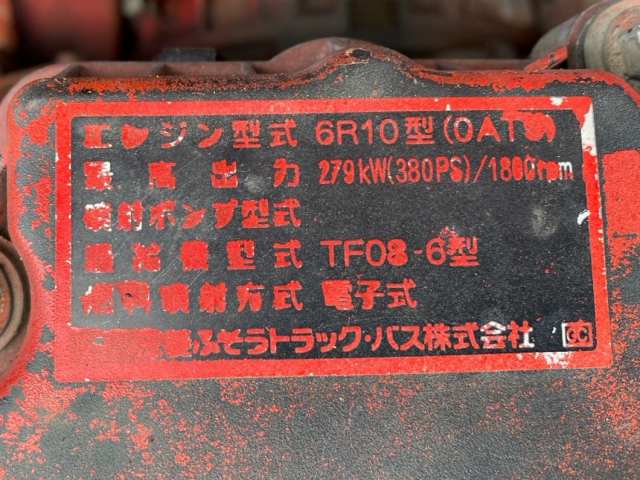 エンジン型式 6R10型(0AT
最高出力 279kW(380PS)/1800rpm
噴射ポンプ型式
過給機型式 TF08-6型
燃料噴射方式 電子式
菱ふそうトラック・バス株式会社